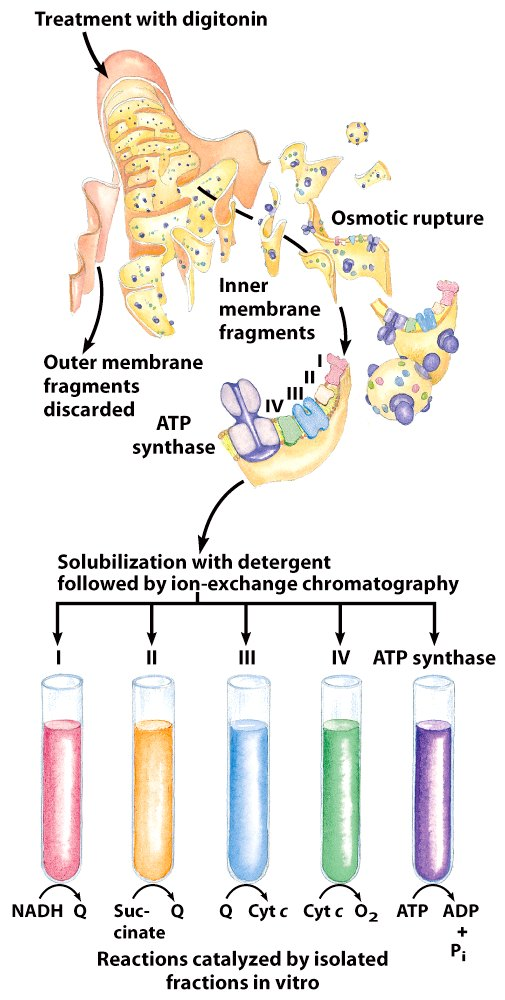 Treatment with digitonin
Osmotic rupture
Inner
membrane
fragments
Outer membrane
fragments
discarded
I
II
III
IV
ATP
synthase
Solubilization with detergent
followed by ion-exchange chromatography
I II III IV ATP synthase
NADH Q Suc- Q Q Cyt c Cyt c O₂ ATP ADP
cinate +
Pᵢ
Reactions catalyzed by isolated
fractions in vitro